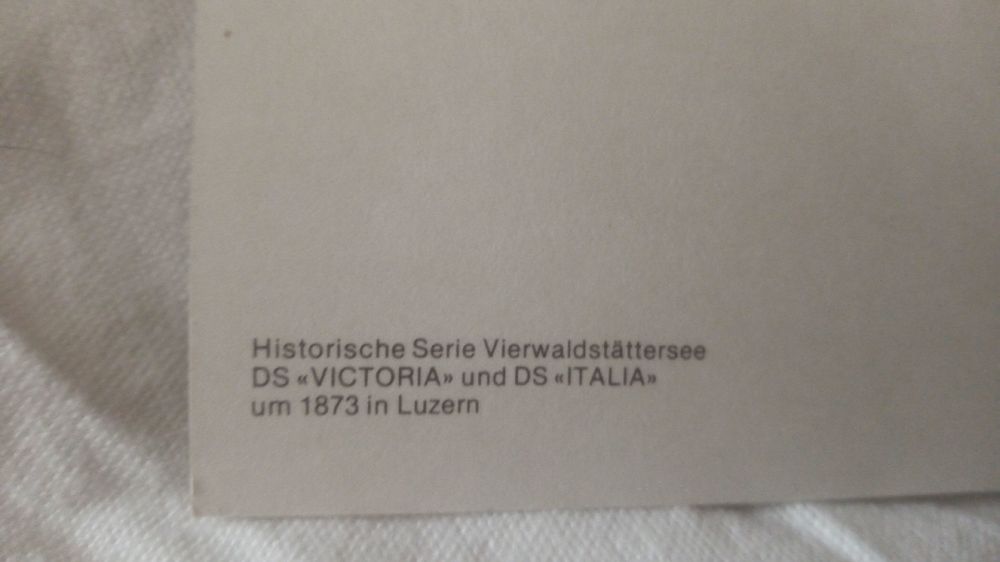 Historische Serie Vierwaldstättersee
DS «VICTORIA» und DS «ITALIA»
um 1873 in Luzern